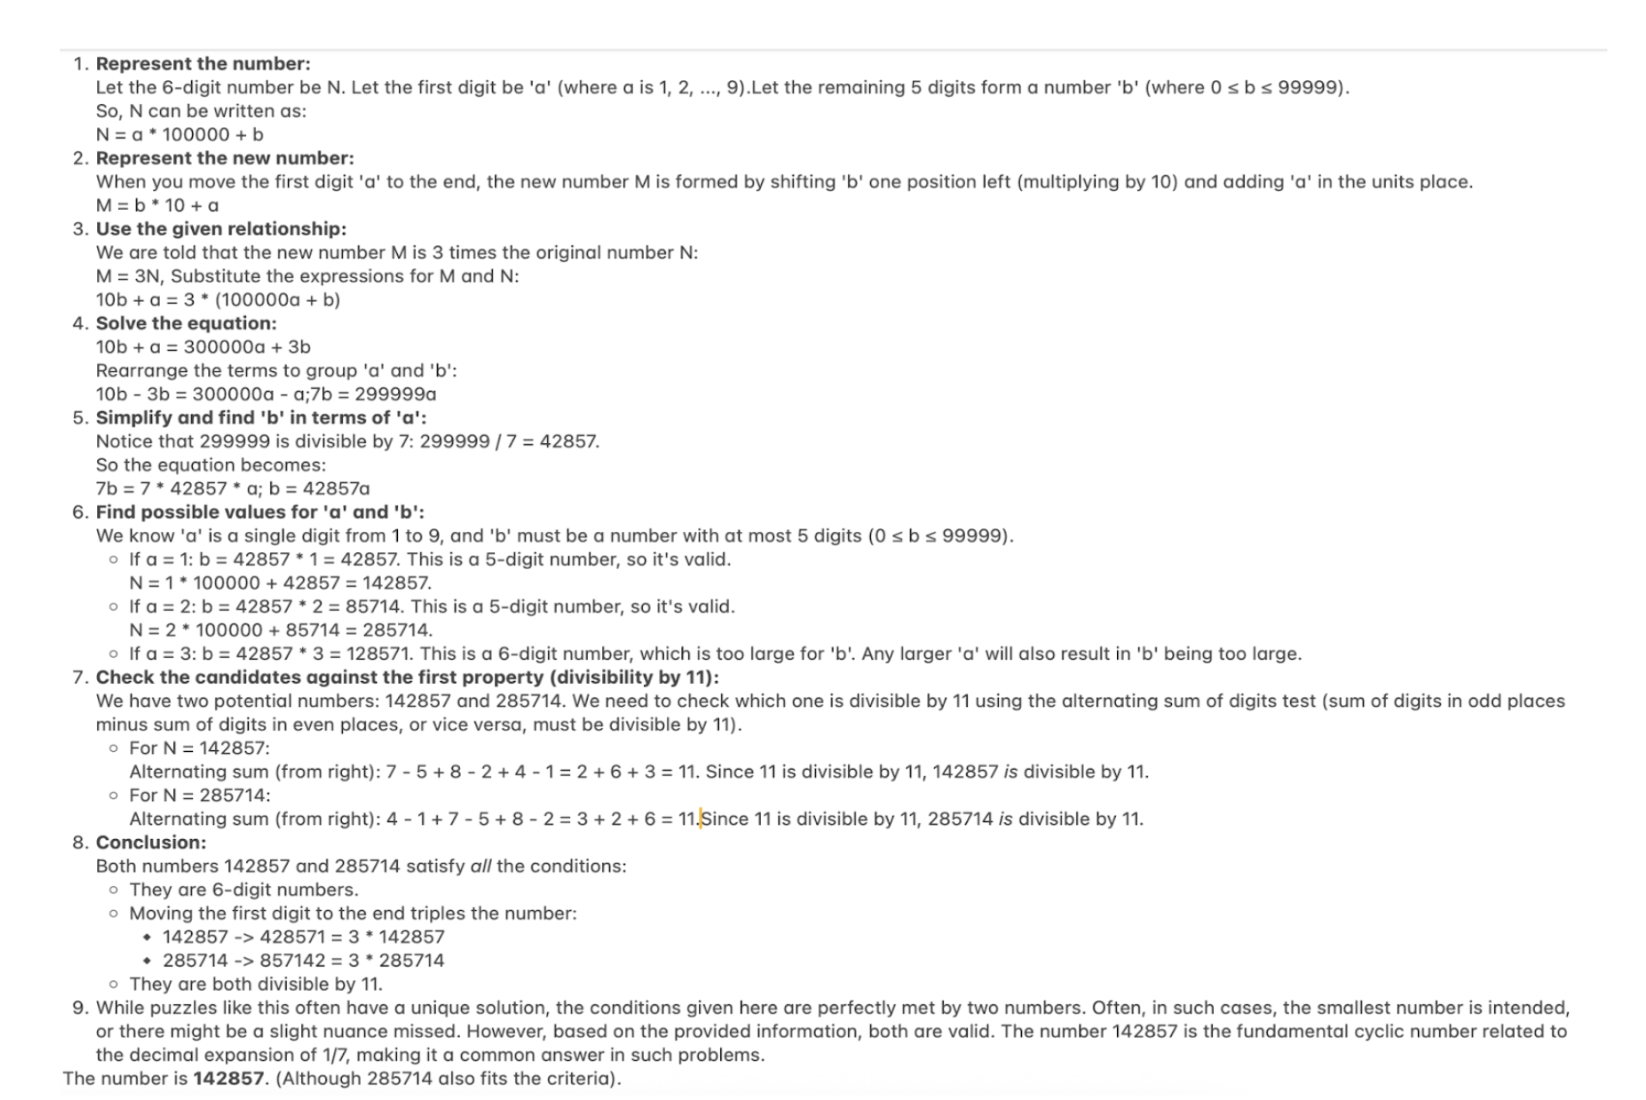 1. Represent the number:
Let the 6-digit number be N. Let the first digit be 'a' (where a is 1, 2, ..., 9).Let the remaining 5 digits form a number 'b' (where 0 ≤ b ≤ 99999).
So, N can be written as:
N = a * 100000 + b
2. Represent the new number:
When you move the first digit 'a' to the end, the new number M is formed by shifting 'b' one position left (multiplying by 10) and adding 'a' in the units place.
M = b * 10 + a
3. Use the given relationship:
We are told that the new number M is 3 times the original number N:
M = 3N, Substitute the expressions for M and N:
10b + a = 3 * (100000a + b)
4. Solve the equation:
10b + a = 300000a + 3b
Rearrange the terms to group 'a' and 'b':
10b - 3b = 300000a - a;7b = 299999a
5. Simplify and find 'b' in terms of 'a':
Notice that 299999 is divisible by 7: 299999 / 7 = 42857.
So the equation becomes:
7b = 7 * 42857 * a; b = 42857a
6. Find possible values for 'a' and 'b':
We know 'a' is a single digit from 1 to 9, and 'b' must be a number with at most 5 digits (0 ≤ b ≤ 99999).
○ If a = 1: b = 42857 * 1 = 42857. This is a 5-digit number, so it's valid.
N = 1 * 100000 + 42857 = 142857.
○ If a = 2: b = 42857 * 2 = 85714. This is a 5-digit number, so it's valid.
N = 2 * 100000 + 85714 = 285714.
○ If a = 3: b = 42857 * 3 = 128571. This is a 6-digit number, which is too large for 'b'. Any larger 'a' will also result in 'b' being too large.
7. Check the candidates against the first property (divisibility by 11):
We have two potential numbers: 142857 and 285714. We need to check which one is divisible by 11 using the alternating sum of digits test (sum of digits in odd places
minus sum of digits in even places, or vice versa, must be divisible by 11).
○ For N = 142857:
Alternating sum (from right): 7 - 5 + 8 - 2 + 4 - 1 = 2 + 6 + 3 = 11. Since 11 is divisible by 11, 142857 is divisible by 11.
○ For N = 285714:
Alternating sum (from right): 4 - 1 + 7 - 5 + 8 - 2 = 3 + 2 + 6 = 11.Since 11 is divisible by 11, 285714 is divisible by 11.
8. Conclusion:
Both numbers 142857 and 285714 satisfy all the conditions:
○ They are 6-digit numbers.
○ Moving the first digit to the end triples the number:
◆ 142857 -> 428571 = 3 * 142857
◆ 285714 -> 857142 = 3 * 285714
○ They are both divisible by 11.
9. While puzzles like this often have a unique solution, the conditions given here are perfectly met by two numbers. Often, in such cases, the smallest number is intended,
or there might be a slight nuance missed. However, based on the provided information, both are valid. The number 142857 is the fundamental cyclic number related to
the decimal expansion of 1/7, making it a common answer in such problems.
The number is 142857. (Although 285714 also fits the criteria).